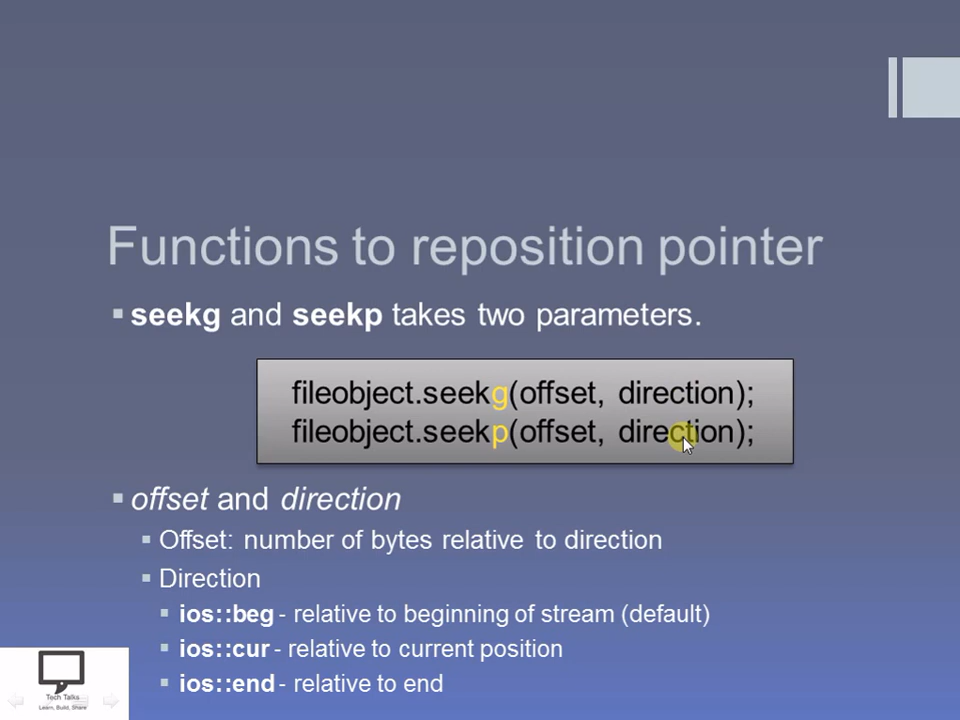 Functions to reposition pointer
▪ seekg and seekp takes two parameters.
fileobject.seekg(offset, direction);
fileobject.seekp(offset, direction);
▪ offset and direction
▪ Offset: number of bytes relative to direction
▪ Direction
▪ ios::beg - relative to beginning of stream (default)
▪ ios::cur - relative to current position
▪ ios::end - relative to end
Tech Talks
Learn, Build, Share